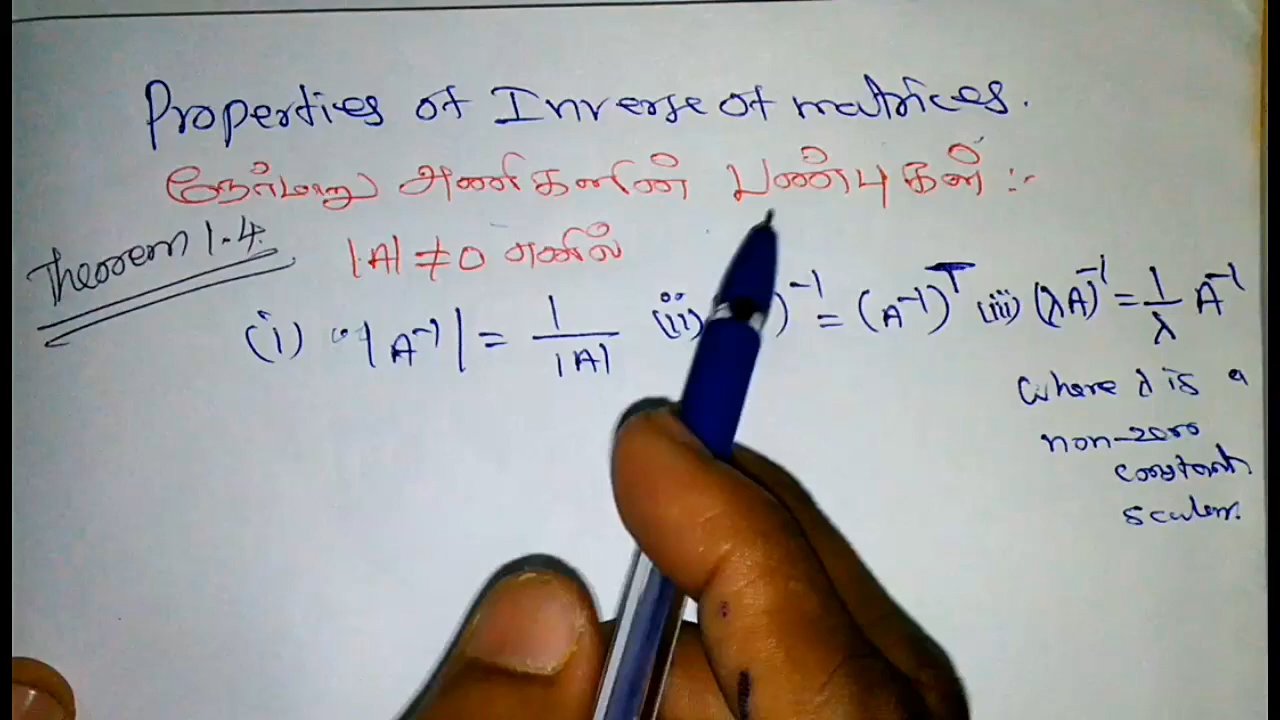 Properties of Inverse of matrices.
நேர்மாறு அணிகளின் பண்புகள் :-
Theorem 1.4.
|A| ≠ 0 எனில்
(i) |A⁻¹| = 1/|A| (ii) )⁻¹ = (A⁻¹)ᵀ (iii) (λA)⁻¹ = 1/λ A⁻¹
where λ is a
non-zero
constant
scalar.